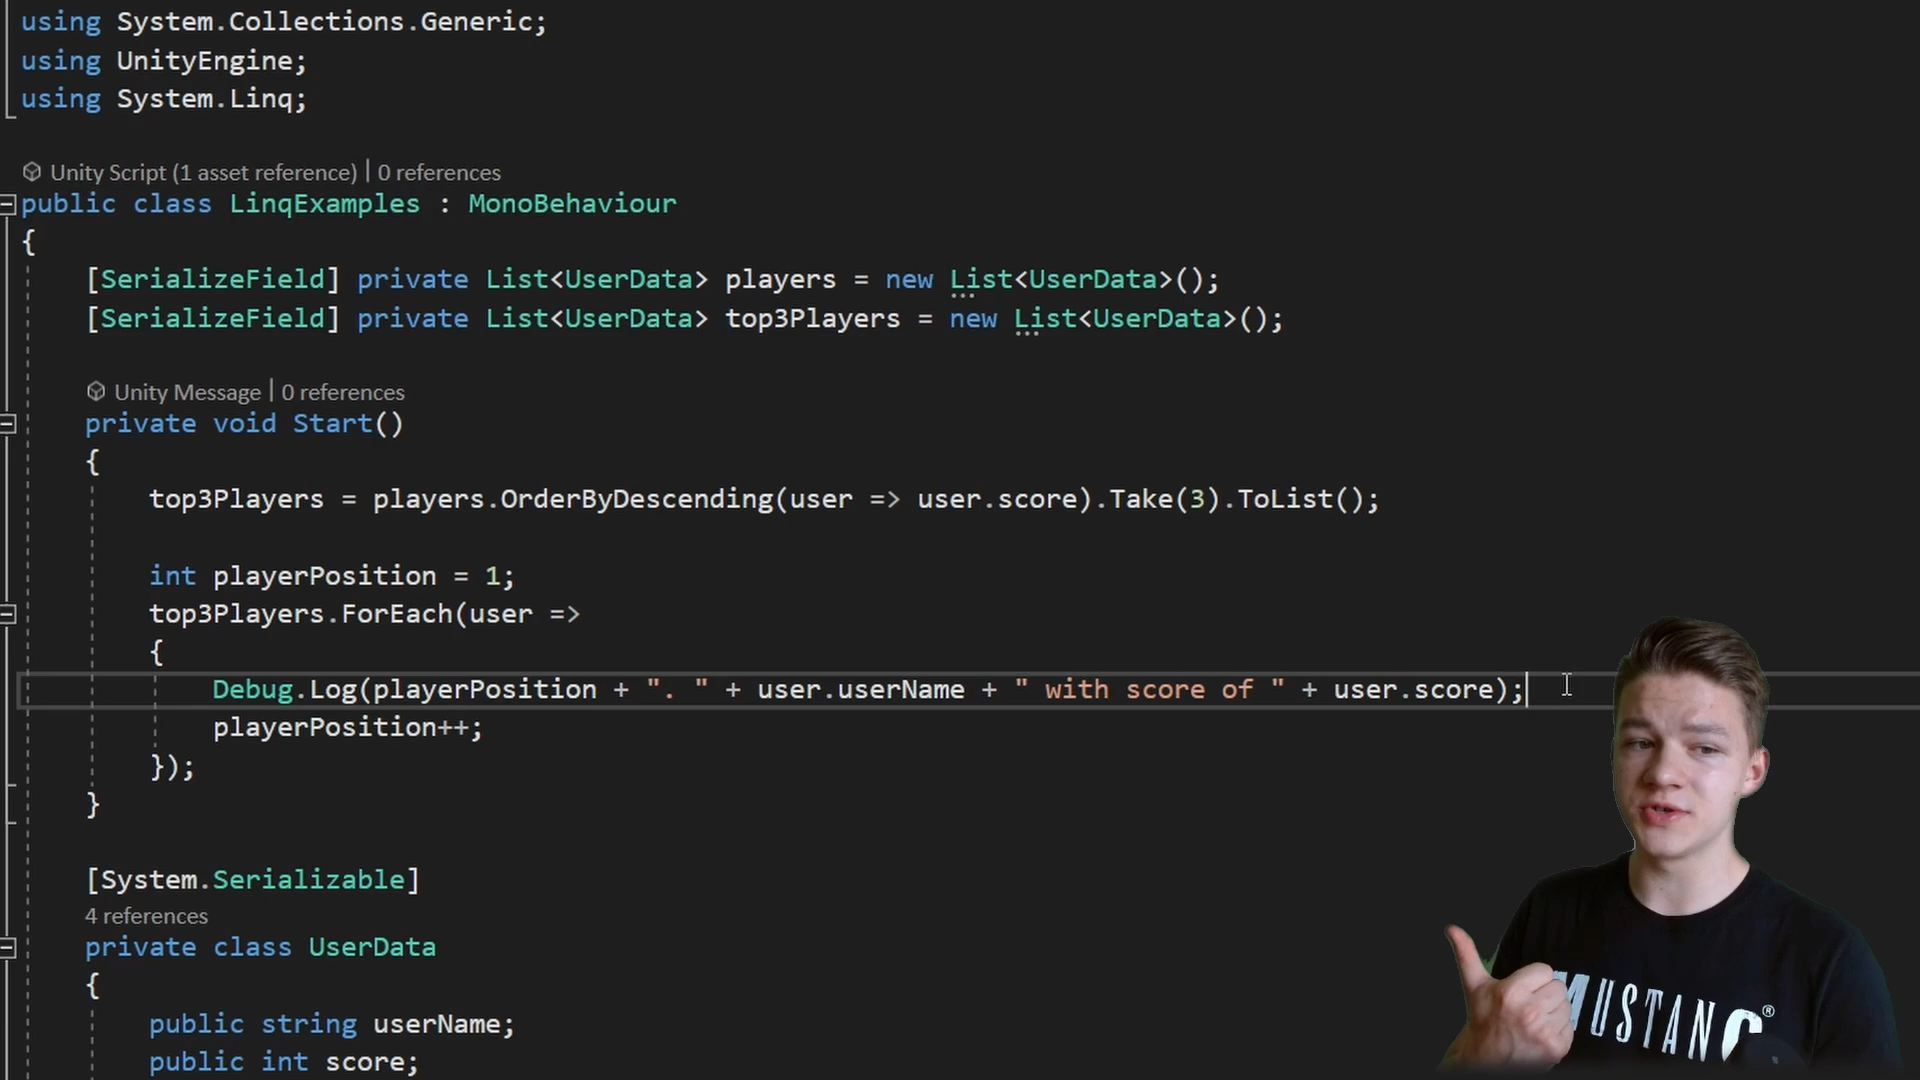 using System.Collections.Generic;
using UnityEngine;
using System.Linq;
Unity Script (1 asset reference) | 0 references
public class LinqExamples : MonoBehaviour
{
[SerializeField] private List<UserData> players = new List<UserData>();
[SerializeField] private List<UserData> top3Players = new List<UserData>();
Unity Message | 0 references
private void Start()
{
top3Players = players.OrderByDescending(user => user.score).Take(3).ToList();
int playerPosition = 1;
top3Players.ForEach(user =>
{
Debug.Log(playerPosition + ". " + user.userName + " with score of " + user.score);
playerPosition++;
});
}
[System.Serializable]
4 references
private class UserData
{
public string userName;
public int score;
MUSTANG®